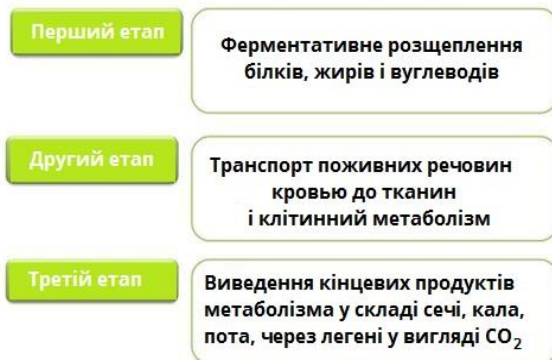 Перший етап
Ферментативне розщеплення
білків, жирів і вуглеводів
Другий етап
Транспорт поживних речовин
кровью до тканин
і клітинний метаболізм
Третій етап
Виведення кінцевих продуктів
метаболізма у складі сечі, кала,
пота, через легені у вигляді CO₂